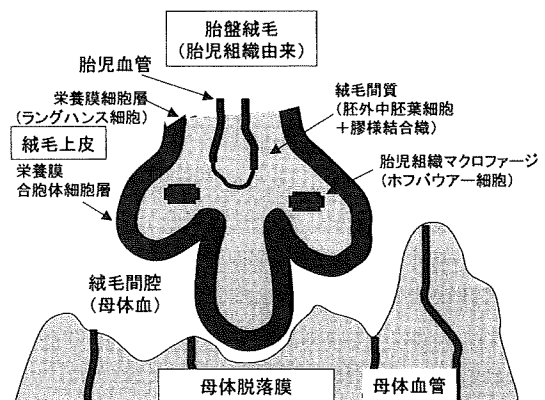 胎盤絨毛
(胎児組織由来)
胎児血管
栄養膜細胞層
(ラングハンス細胞)
絨毛上皮
栄養膜
合胞体細胞層
絨毛間質
(胚外中胚葉細胞
+膠様結合織)
胎児組織マクロファージ
(ホフバウアー細胞)
絨毛間腔
(母体血)
母体脱落膜
母体血管